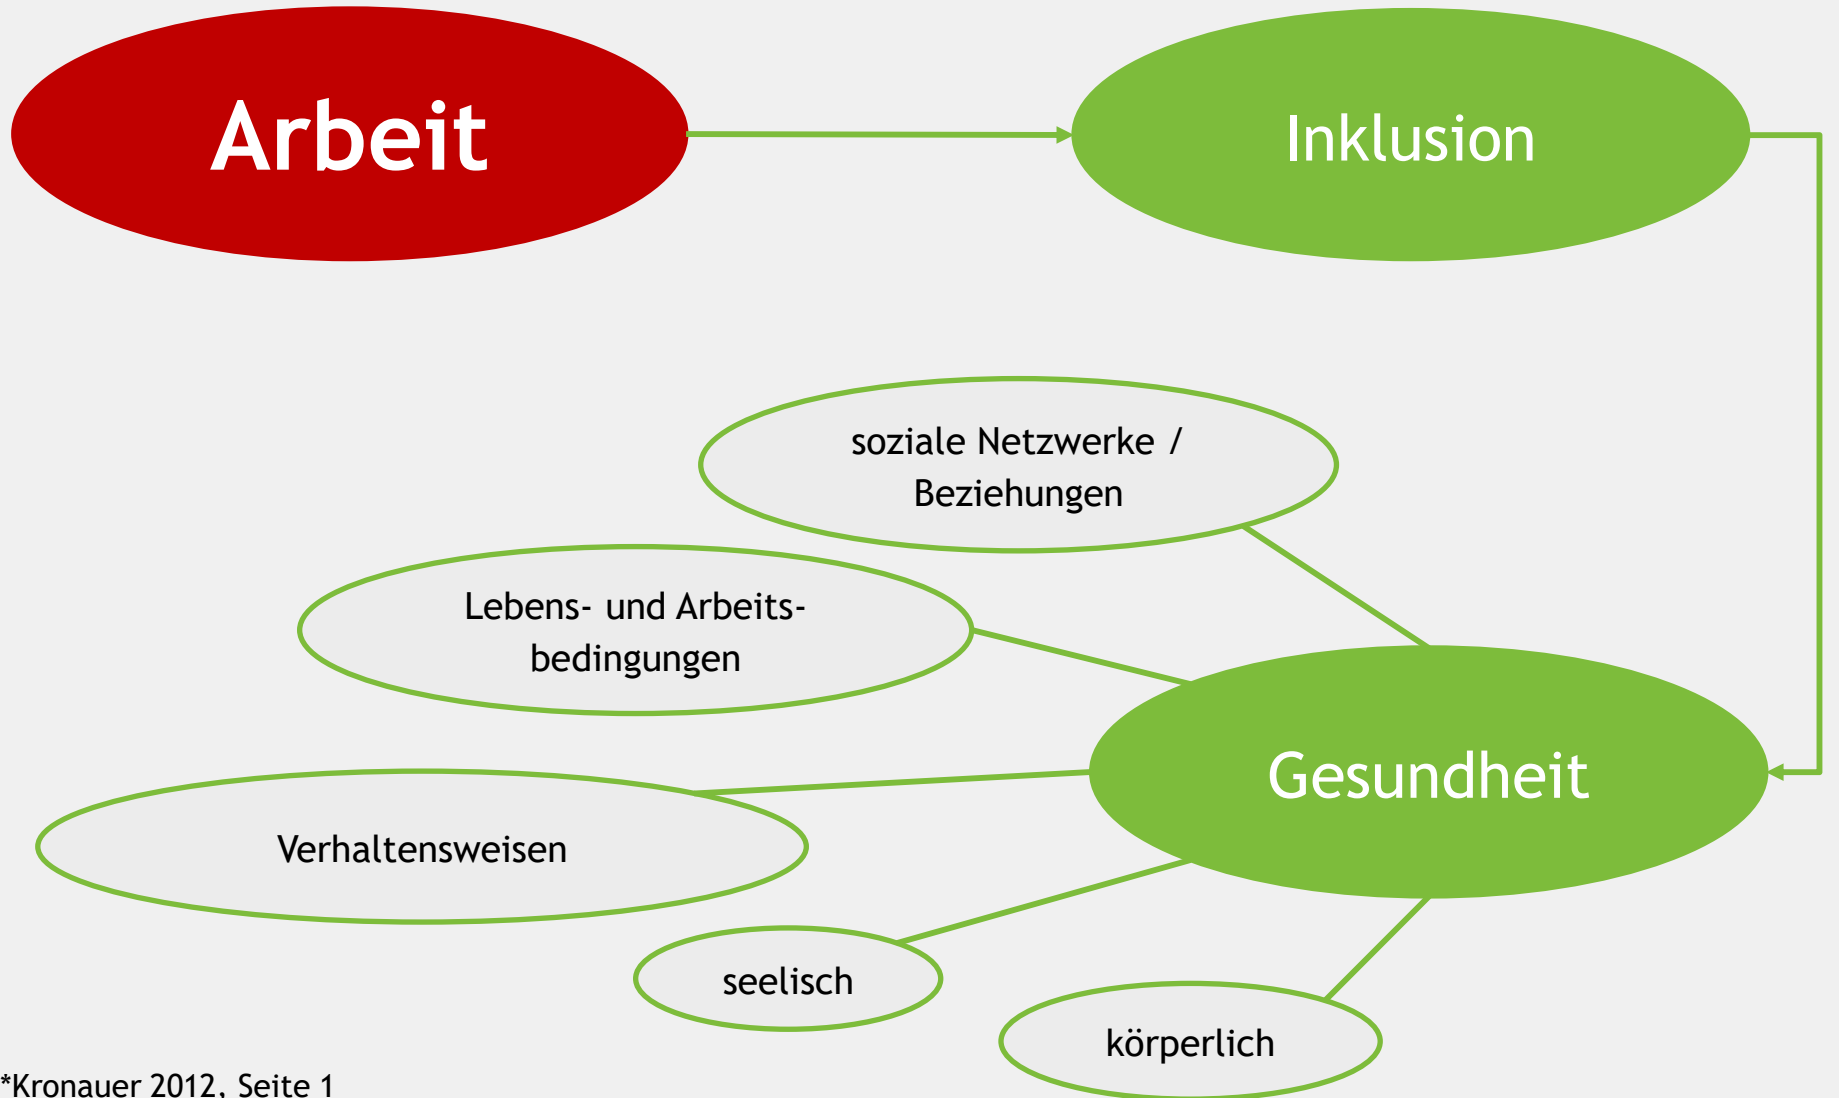 Arbeit
Inklusion
soziale Netzwerke /
Beziehungen
Lebens- und Arbeits-
bedingungen
Gesundheit
Verhaltensweisen
seelisch
körperlich
*Kronauer 2012, Seite 1